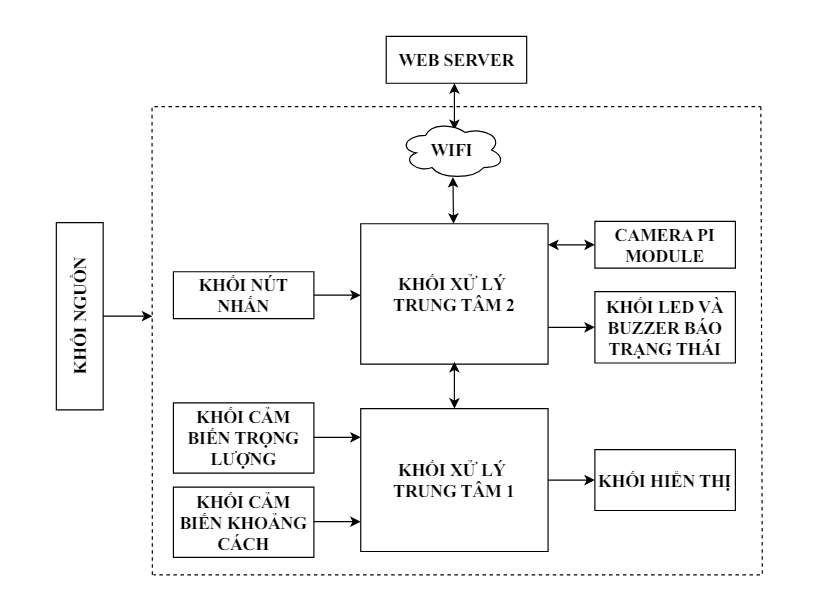 WEB SERVER
WIFI
KHỐI NGUỒN
KHỐI NÚT
NHẤN
KHỐI XỬ LÝ
TRUNG TÂM 2
CAMERA PI
MODULE
KHỐI LED VÀ
BUZZER BÁO
TRẠNG THÁI
KHỐI CẢM
BIẾN TRỌNG
LƯỢNG
KHỐI CẢM
BIẾN KHOẢNG
CÁCH
KHỐI XỬ LÝ
TRUNG TÂM 1
KHỐI HIỂN THỊ